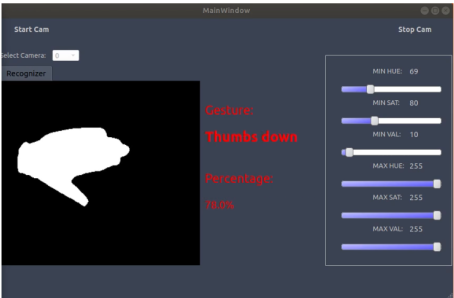 MainWindow
Start Cam
Stop Cam
Select Camera: 0
Recognizer
Gesture:
Thumbs down
Percentage:
78.0%
MIN HUE: 69
MIN SAT: 80
MIN VAL: 10
MAX HUE: 255
MAX SAT: 255
MAX VAL: 255